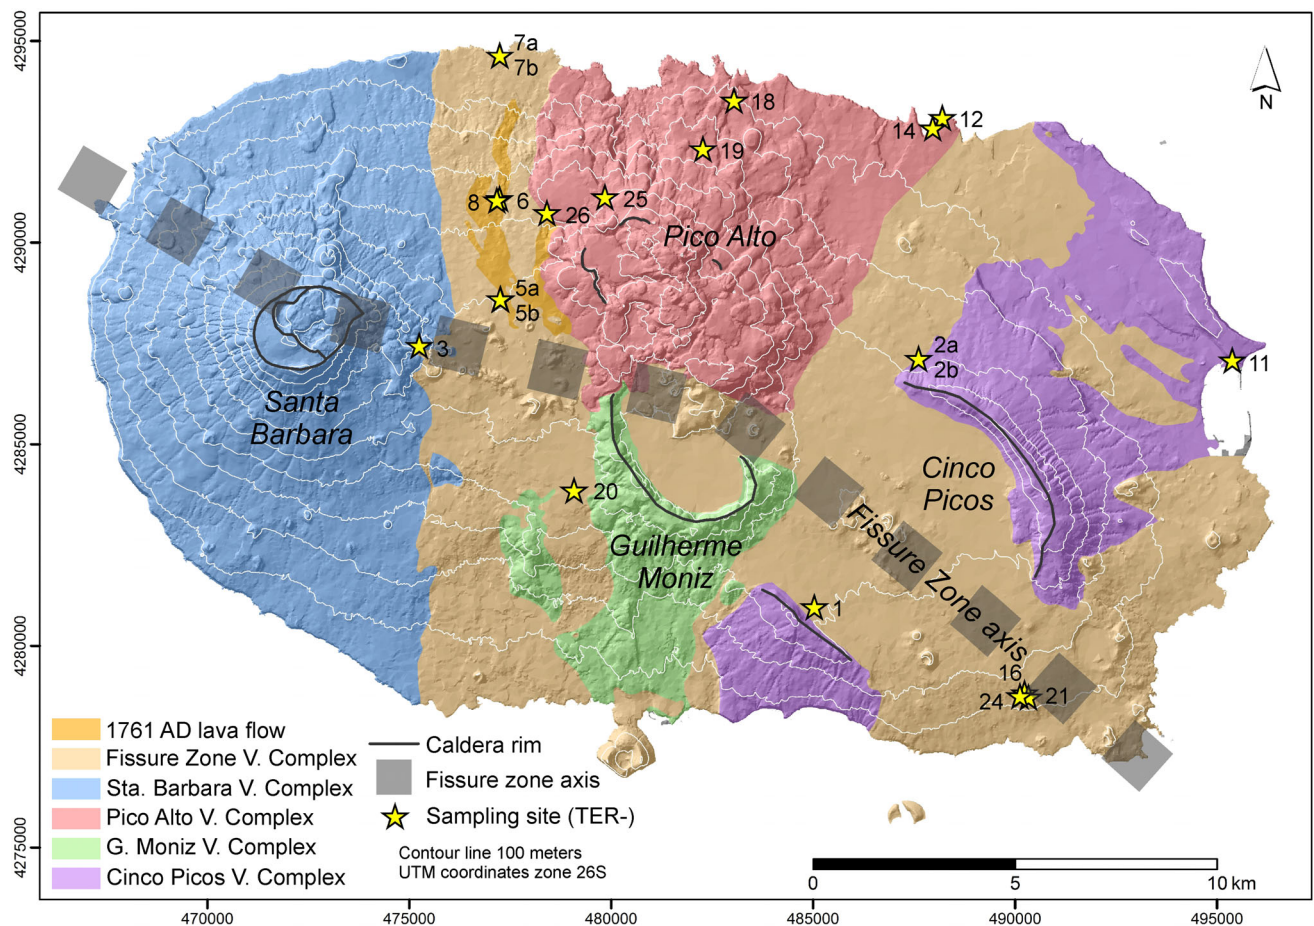 7a
7b
18
12
14
19
N
8
6
26
25
Pico Alto
5a
5b
3
2a
2b
11
Santa
Barbara
Cinco
Picos
20
Guilherme
Moniz
Fissure Zone axis
1
16
24
21
1761 AD lava flow
Fissure Zone V. Complex
Sta. Barbara V. Complex
Pico Alto V. Complex
G. Moniz V. Complex
Cinco Picos V. Complex
Caldera rim
Fissure zone axis
Sampling site (TER-)
Contour line 100 meters
UTM coordinates zone 26S
0
5
10 km
4295000
4290000
4285000
4280000
4275000
470000
475000
480000
485000
490000
495000